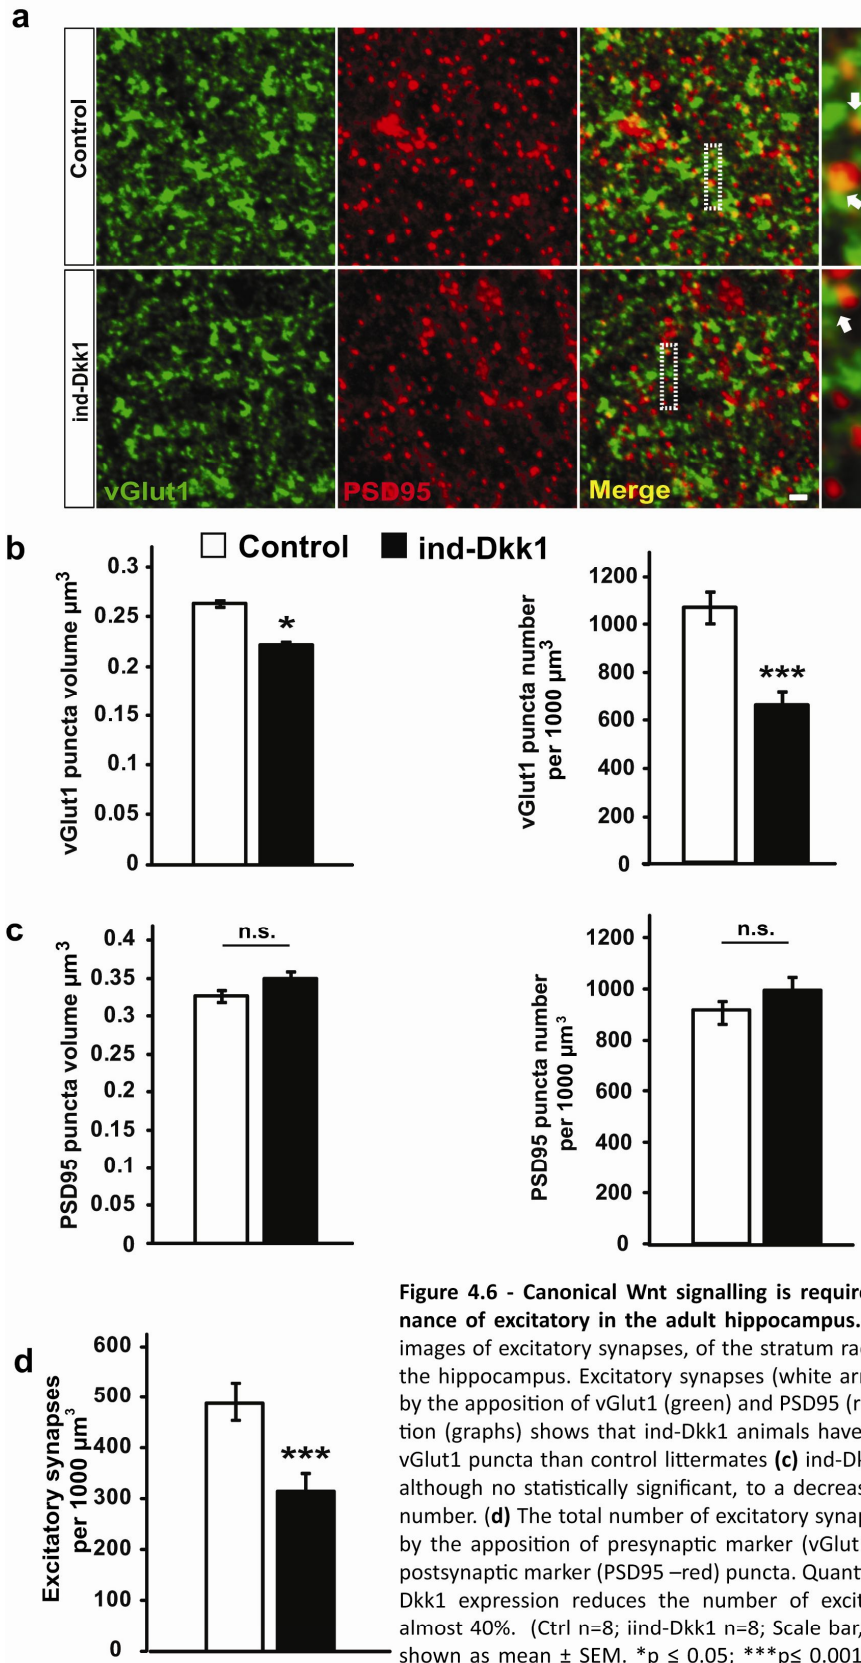 a
Control
ind-Dkk1
vGlut1
PSD95
Merge
b
Control
ind-Dkk1
vGlut1 puncta volume µm³
0.3
0.25
0.2
0.15
0.1
0.05
0
*
vGlut1 puncta number
per 1000 µm³
1200
1000
800
600
400
200
0
***
c
PSD95 puncta volume µm³
0.4
0.35
0.3
0.25
0.2
0.15
0.1
0.05
0
n.s.
PSD95 puncta number
per 1000 µm³
1200
1000
800
600
400
200
0
n.s.
d
Excitatory synapses
per 1000 µm³
600
500
400
300
200
100
0
***
Figure 4.6 - Canonical Wnt signalling is require
nance of excitatory in the adult hippocampus.
images of excitatory synapses, of the stratum ra
the hippocampus. Excitatory synapses (white arr
by the apposition of vGlut1 (green) and PSD95 (r
tion (graphs) shows that ind-Dkk1 animals have
vGlut1 puncta than control littermates (c) ind-Dk
although no statistically significant, to a decreas
number. (d) The total number of excitatory synap
by the apposition of presynaptic marker (vGlut
postsynaptic marker (PSD95 –red) puncta. Quant
Dkk1 expression reduces the number of excit
almost 40%. (Ctrl n=8; iind-Dkk1 n=8; Scale bar,
shown as mean ± SEM. *p ≤ 0.05; ***p≤ 0.001